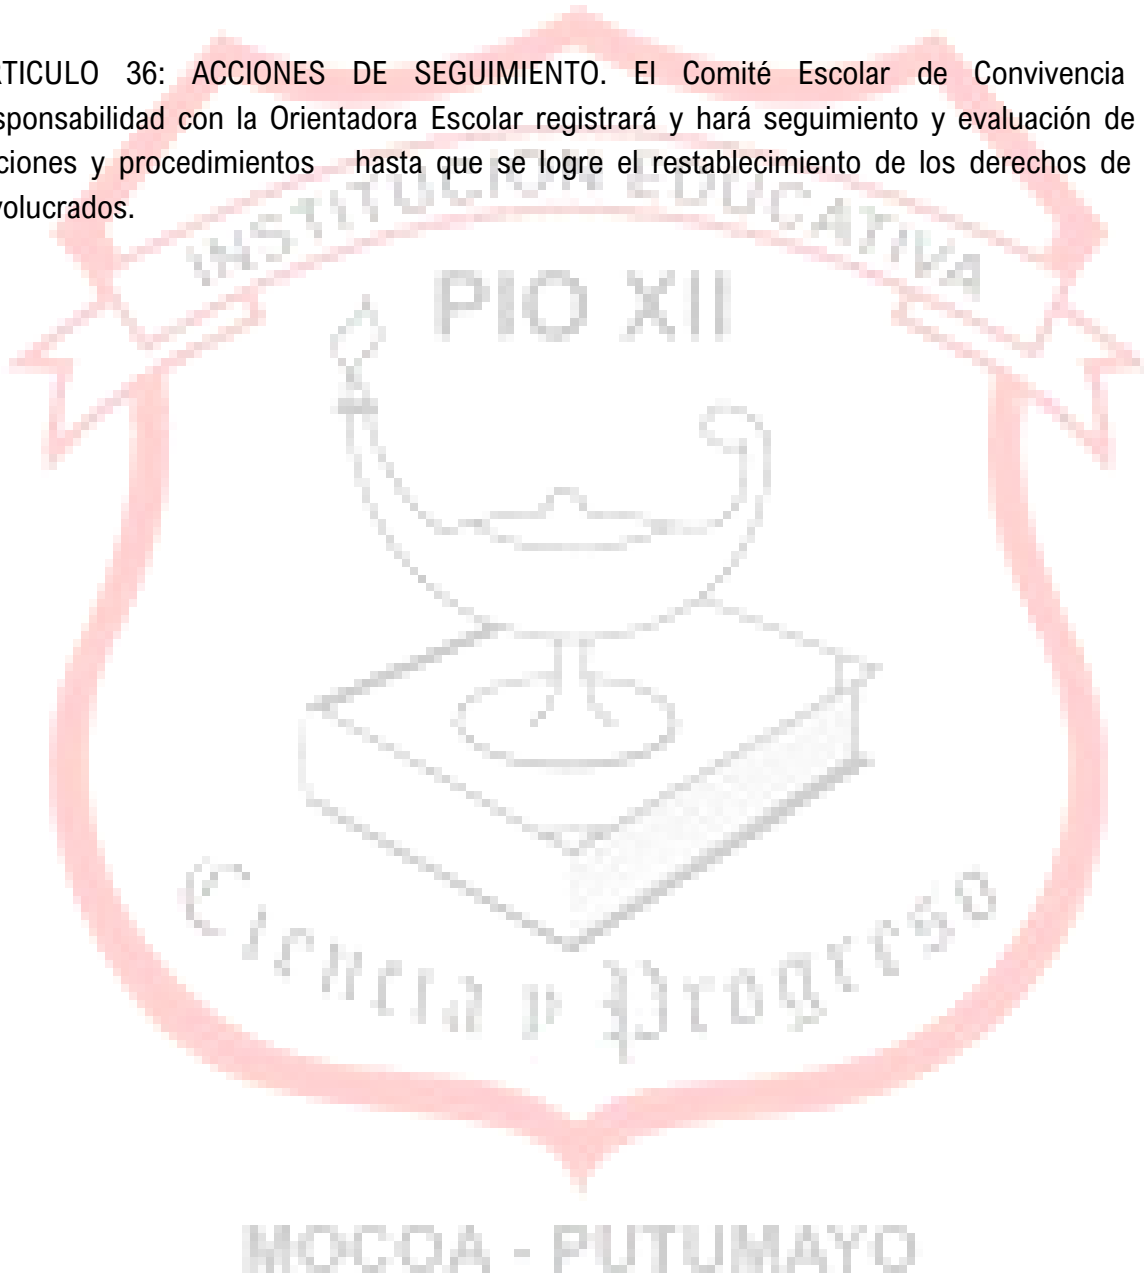 RTICULO 36: ACCIONES DE SEGUIMIENTO. El Comité Escolar de Convivencia
sponsabilidad con la Orientadora Escolar registrará y hará seguimiento y evaluación de
ciones y procedimientos hasta que se logre el restablecimiento de los derechos de
volucrados.
INSTITUCION EDUCATIVA
PIO XII
Ciencia y Progreso
MOCOA - PUTUMAYO